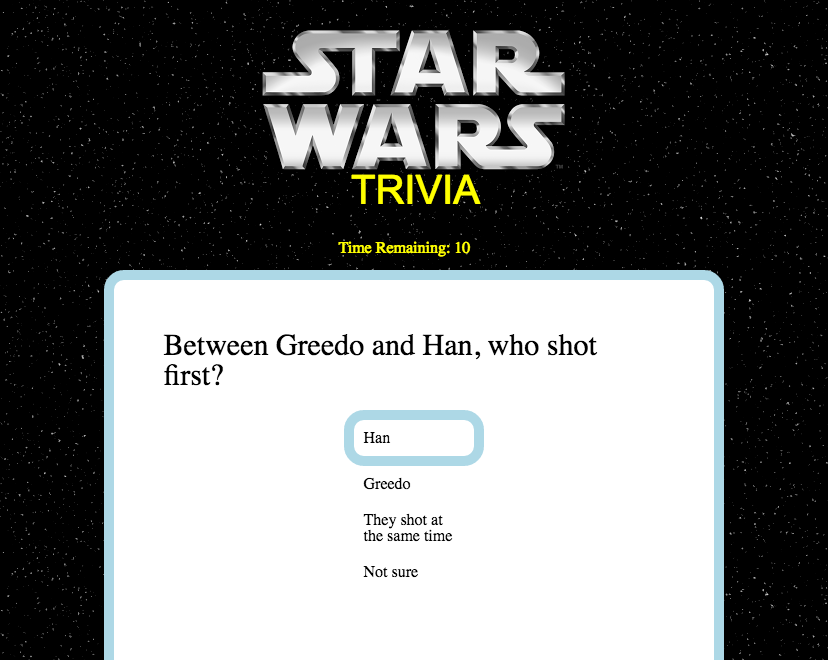 STAR
WARS
TM
TRIVIA
Time Remaining: 10
Between Greedo and Han, who shot
first?
Han
Greedo
They shot at
the same time
Not sure